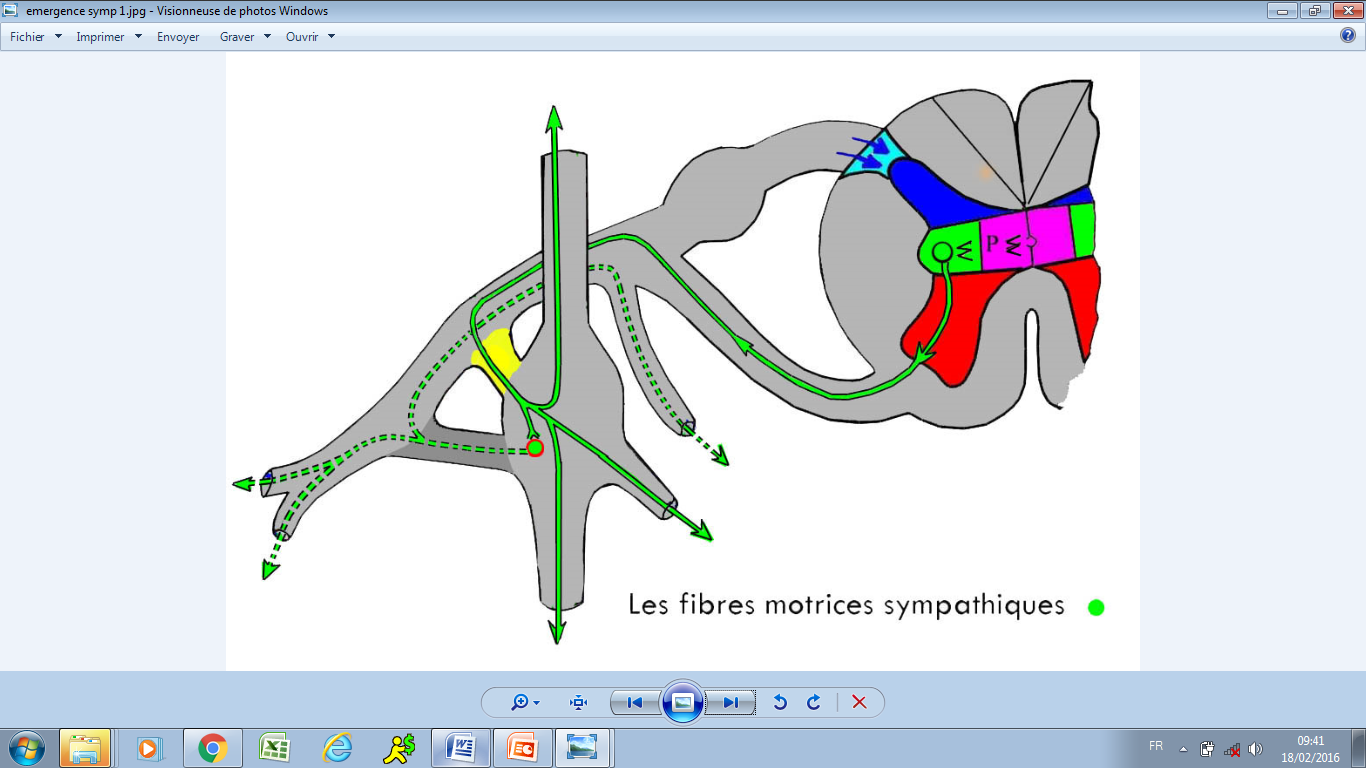 emergence symp 1.jpg - Visionneuse de photos Windows
Fichier Imprimer Envoyer Graver Ouvrir
W P W
Les fibres motrices sympathiques
FR 09:41
18/02/2016